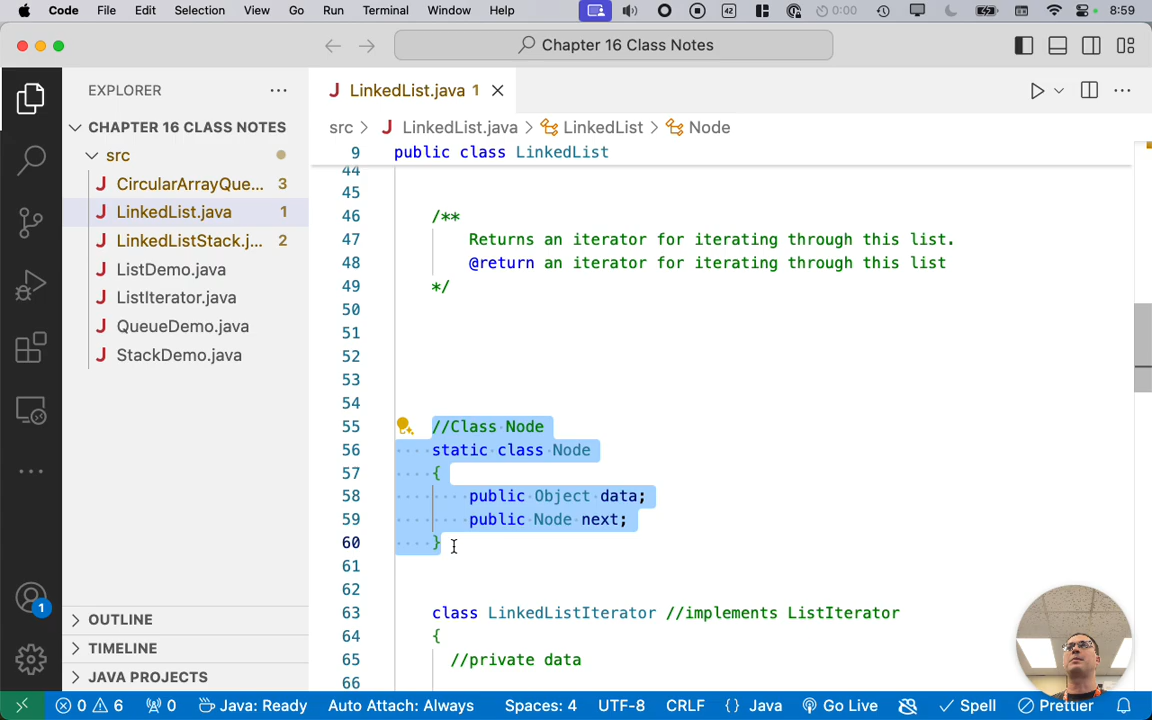 Code File Edit Selection View Go Run Terminal Window Help 42 0:00 8:59
Chapter 16 Class Notes
EXPLORER
LinkedList.java 1
CHAPTER 16 CLASS NOTES
src
CircularArrayQue... 3
LinkedList.java 1
LinkedListStack.j... 2
ListDemo.java
ListIterator.java
QueueDemo.java
StackDemo.java
OUTLINE
TIMELINE
JAVA PROJECTS
src > LinkedList.java > LinkedList > Node
9 public class LinkedList
44
45
46 /**
47 Returns an iterator for iterating through this list.
48 @return an iterator for iterating through this list
49 */
50
51
52
53
54
55 //Class Node
56 static class Node
57 {
58 public Object data;
59 public Node next;
60 }
61
62
63 class LinkedListIterator //implements ListIterator
64 {
65 //private data
66
1
0 6 0 Java: Ready Auto Attach: Always Spaces: 4 UTF-8 CRLF {} Java Go Live Spell Prettier